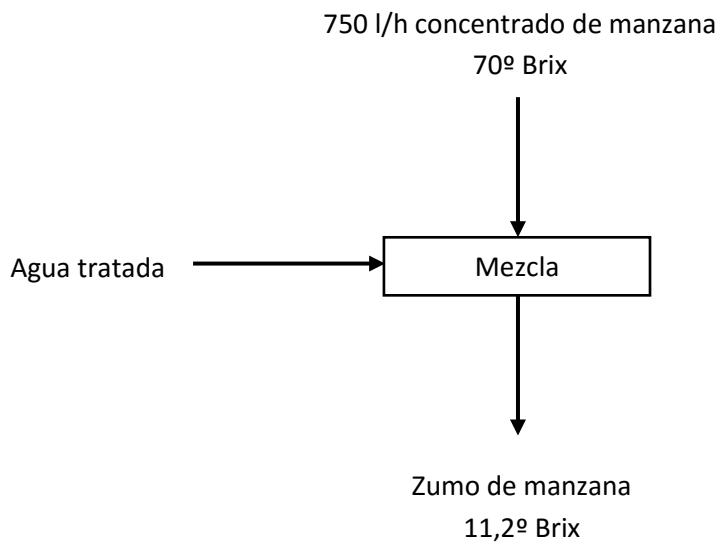 750 l/h concentrado de manzana
70º Brix
Agua tratada
Mezcla
Zumo de manzana
11,2º Brix